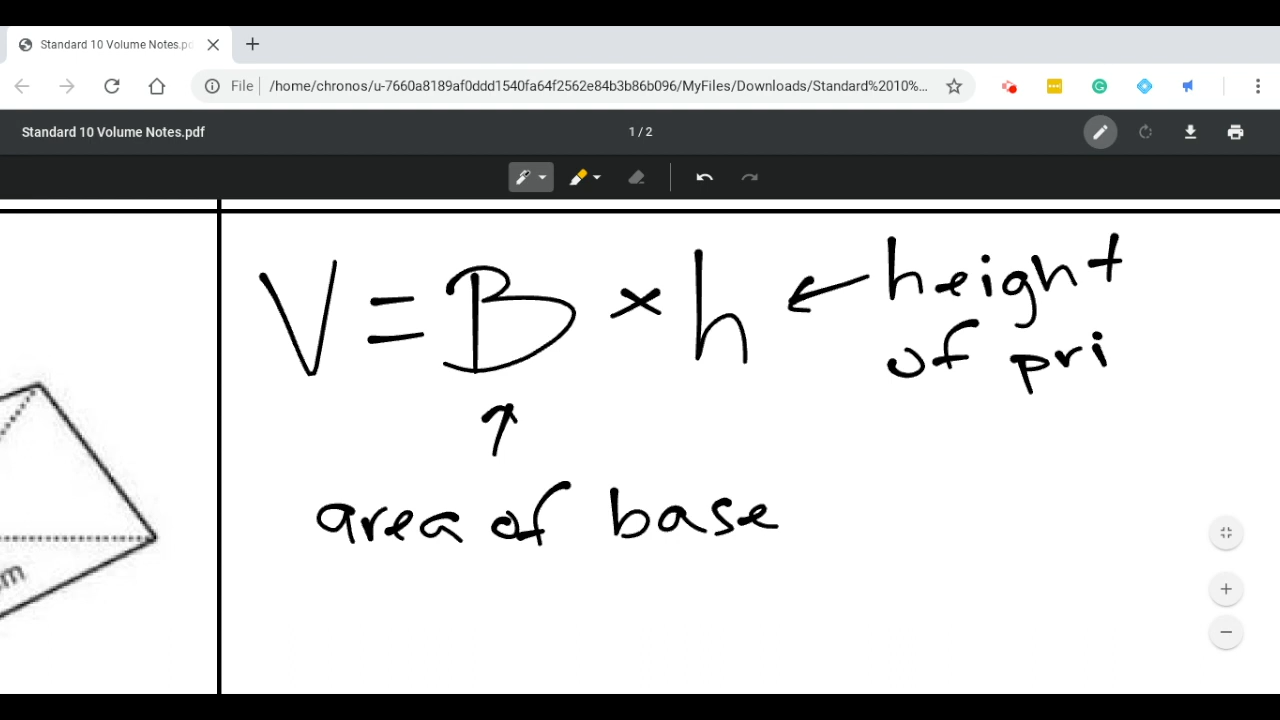 Standard 10 Volume Notes.pd
File
/home/chronos/u-7660a8189af0ddd1540fa64f2562e84b3b86b096/MyFiles/Downloads/Standard%2010%...
Standard 10 Volume Notes.pdf
1 / 2
V = B × h ← height
of pri
↑
area of base
m